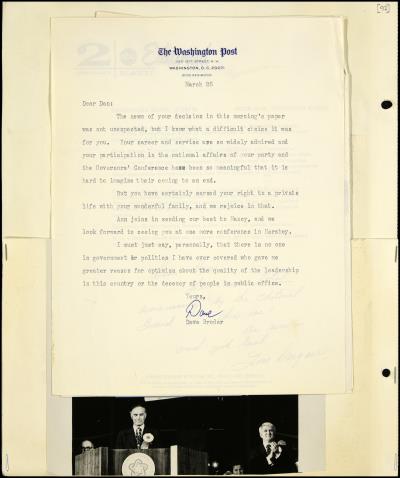 [92]
The Washington Post
WASHINGTON, D. C. 20071
March 25
Dear Dan:
The news of your decision in this morning's paper
was not unexpected, but I know what a difficult choice it was
for you. Your career and service are so widely admired and
your participation in the national affairs of your party and
the Governors' Conference has been so meaningful that it is
hard to imagine their coming to an end.
But you have certainly earned your right to a private
life with your wonderful family, and we rejoice in that.
Ann joins in sending our best to Nancy, and we
look forward to seeing you at one more conference in Hershey.
I must just say, personally, that there is no one
in government or politics I have ever covered who gave me
greater reason for optimism about the quality of the leadership
in this country or the decency of people in public office.
Yours,
Dave
Dave Broder